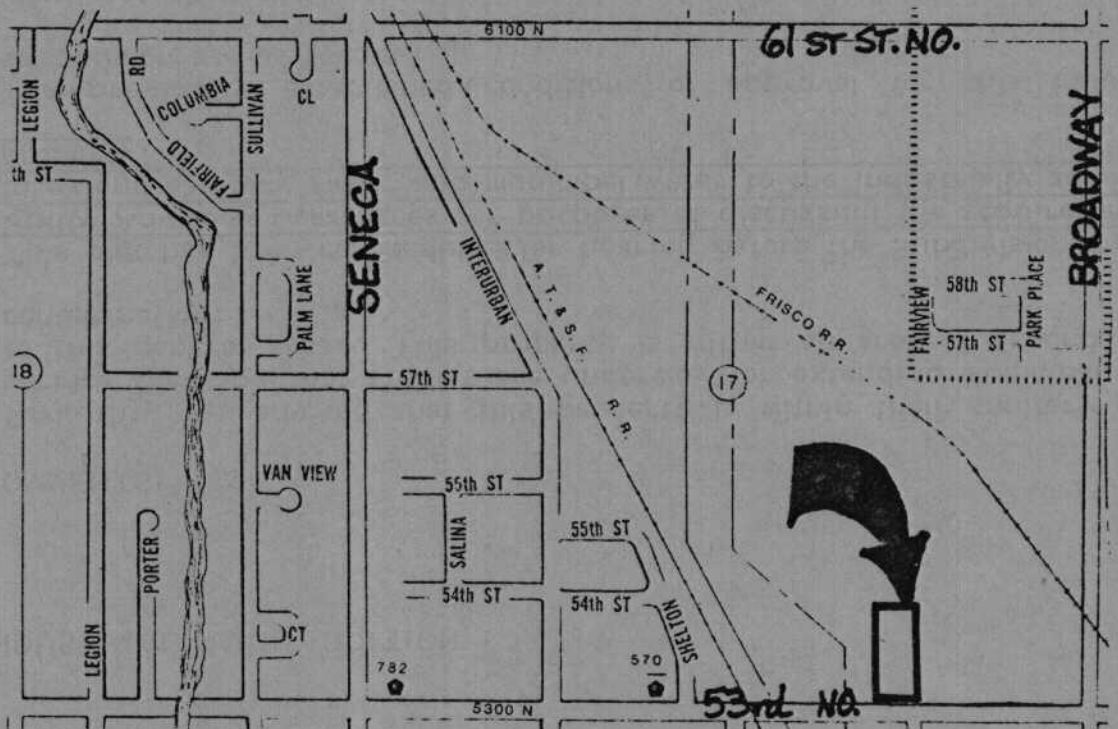 6100 N
61 ST ST. NO.
LEGION
RD
COLUMBIA
SULLIVAN
CL
FAIRFIELD
th ST
SENECA
BROADWAY
PALM LANE
INTERURBAN
A. T. & S. F. R. R.
FRISCO R.R.
FAIRVIEW
58th ST
57th ST
PARK PLACE
18
57th ST
17
VAN VIEW
55th ST
SALINA
55th ST
PORTER
54th ST
54th ST
SHELTON
LEGION
CT
782
570
5300 N
53rd NO.